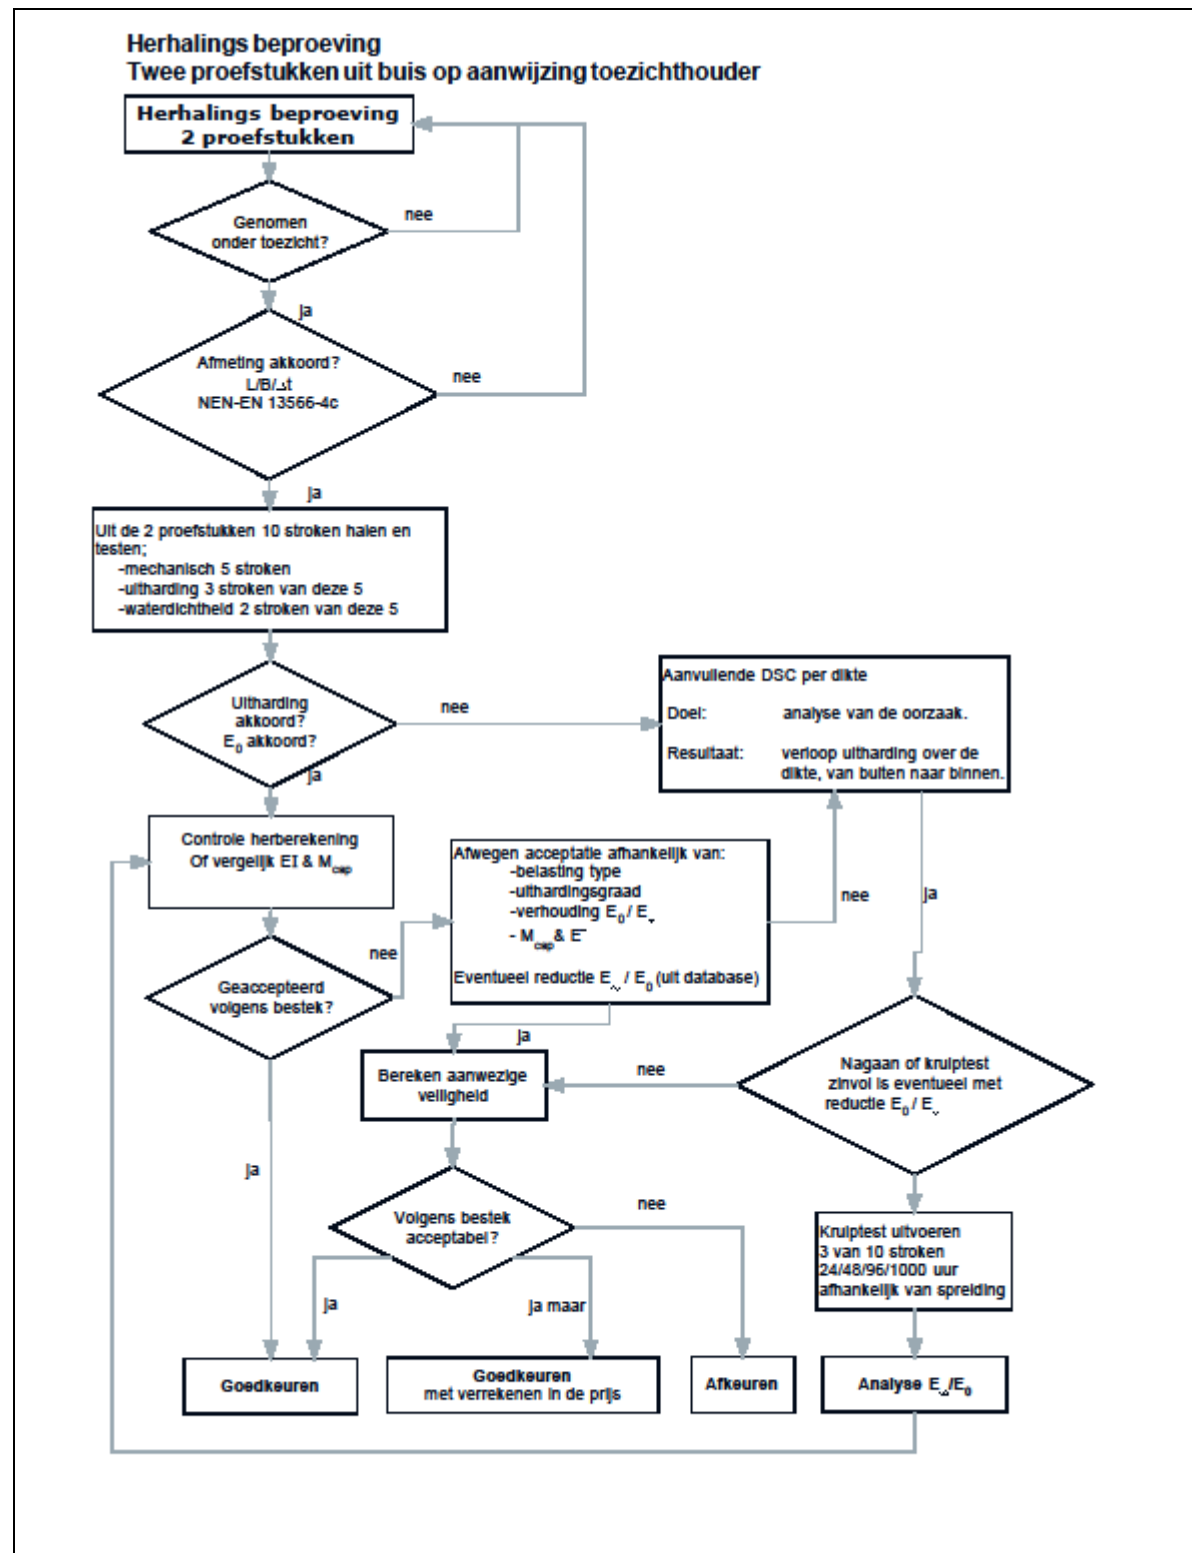 Herhalings beproeving
Twee proefstukken uit buis op aanwijzing toezichthouder
Herhalings beproeving
2 proefstukken
nee
Genomen
onder toezicht?
ja
Afmeting akkoord?
L/B/ t
NEN-EN 13566-4c
nee
ja
Uit de 2 proefstukken 10 stroken halen en
testen;
-mechanisch 5 stroken
-uitharding 3 stroken van deze 5
-waterdichtheid 2 stroken van deze 5
Uitharding
akkoord?
E0 akkoord?
nee
ja
Aanvullende DSC per dikte
Doel: analyse van de oorzaak.
Resultaat: verloop uitharding over de
dikte, van buiten naar binnen.
Controle herberekening
Of vergelijk EI & Mcap
Afwegen acceptatie afhankelijk van:
-belasting type
-uithardingsgraad
-verhouding E0 / E
- Mcap &
Eventueel reductie E / E0 (uit database)
nee
ja
nee
Geaccepteerd
volgens bestek?
ja
Bereken aanwezige
veiligheid
nee
Nagaan of kruiptest
zinvol is eventueel met
reductie E0 / E
ja
Volgens bestek
acceptabel?
nee
ja
ja maar
Kruiptest uitvoeren
3 van 10 stroken
24/48/96/1000 uur
afhankelijk van spreiding
Goedkeuren
Goedkeuren
met verrekenen in de prijs
Afkeuren
Analyse E /E0